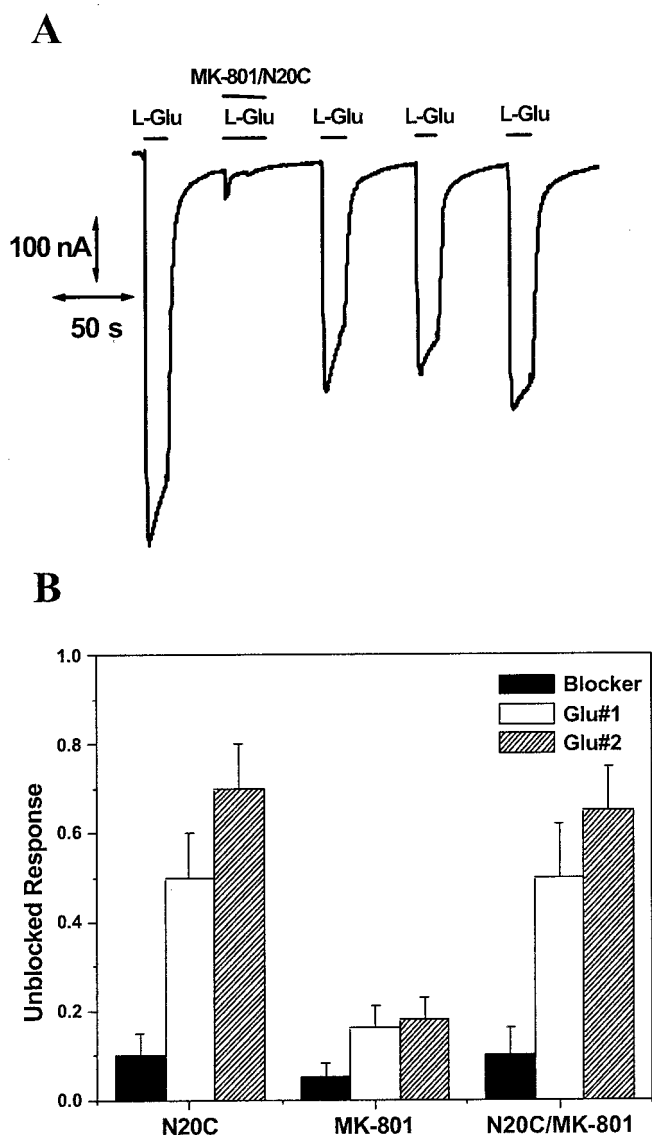 A
MK-801/N20C
L-Glu L-Glu L-Glu L-Glu L-Glu
100 nA
50 s
B
1.0
0.8
0.6
0.4
0.2
0.0
Unblocked Response
Blocker
Glu#1
Glu#2
N20C MK-801 N20C/MK-801